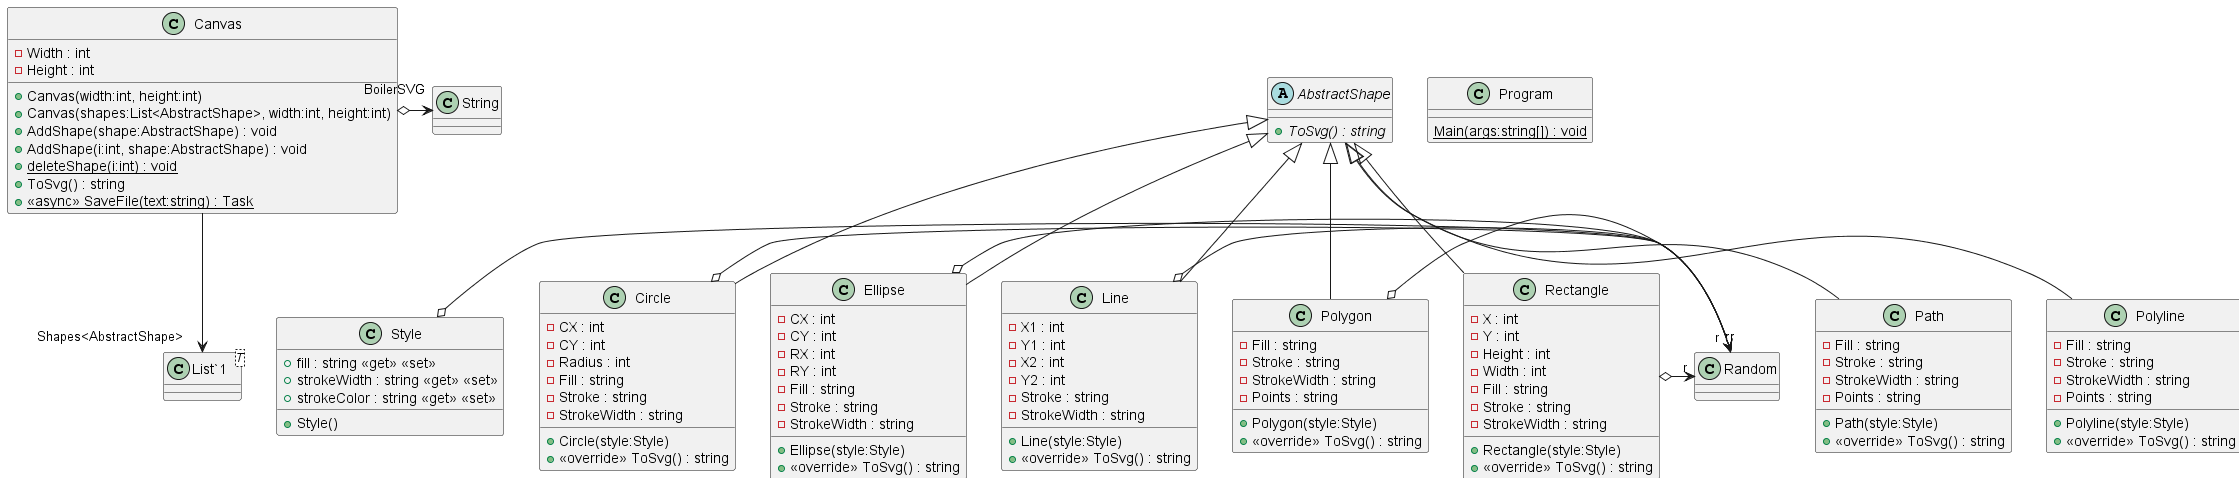 C Canvas
Width : int
Height : int
Canvas(width:int, height:int)
Canvas(shapes:List<AbstractShape>, width:int, height:int)
AddShape(shape:AbstractShape) : void
AddShape(i:int, shape:AbstractShape) : void
deleteShape(i:int) : void
ToSvg() : string
«async» SaveFile(text:string) : Task
BoilerSVG
C String
A AbstractShape
ToSvg() : string
C Program
Main(args:string[]) : void
Shapes<AbstractShape>
C List`1
T
C Style
fill : string «get» «set»
strokeWidth : string «get» «set»
strokeColor : string «get» «set»
Style()
C Circle
CX : int
CY : int
Radius : int
Fill : string
Stroke : string
StrokeWidth : string
Circle(style:Style)
«override» ToSvg() : string
C Ellipse
CX : int
CY : int
RX : int
RY : int
Fill : string
Stroke : string
StrokeWidth : string
Ellipse(style:Style)
«override» ToSvg() : string
C Line
X1 : int
Y1 : int
X2 : int
Y2 : int
Stroke : string
StrokeWidth : string
Line(style:Style)
«override» ToSvg() : string
C Polygon
Fill : string
Stroke : string
StrokeWidth : string
Points : string
Polygon(style:Style)
«override» ToSvg() : string
C Rectangle
X : int
Y : int
Height : int
Width : int
Fill : string
Stroke : string
StrokeWidth : string
Rectangle(style:Style)
«override» ToSvg() : string
r
r
C Random
C Path
Fill : string
Stroke : string
StrokeWidth : string
Points : string
Path(style:Style)
«override» ToSvg() : string
C Polyline
Fill : string
Stroke : string
StrokeWidth : string
Points : string
Polyline(style:Style)
«override» ToSvg() : string